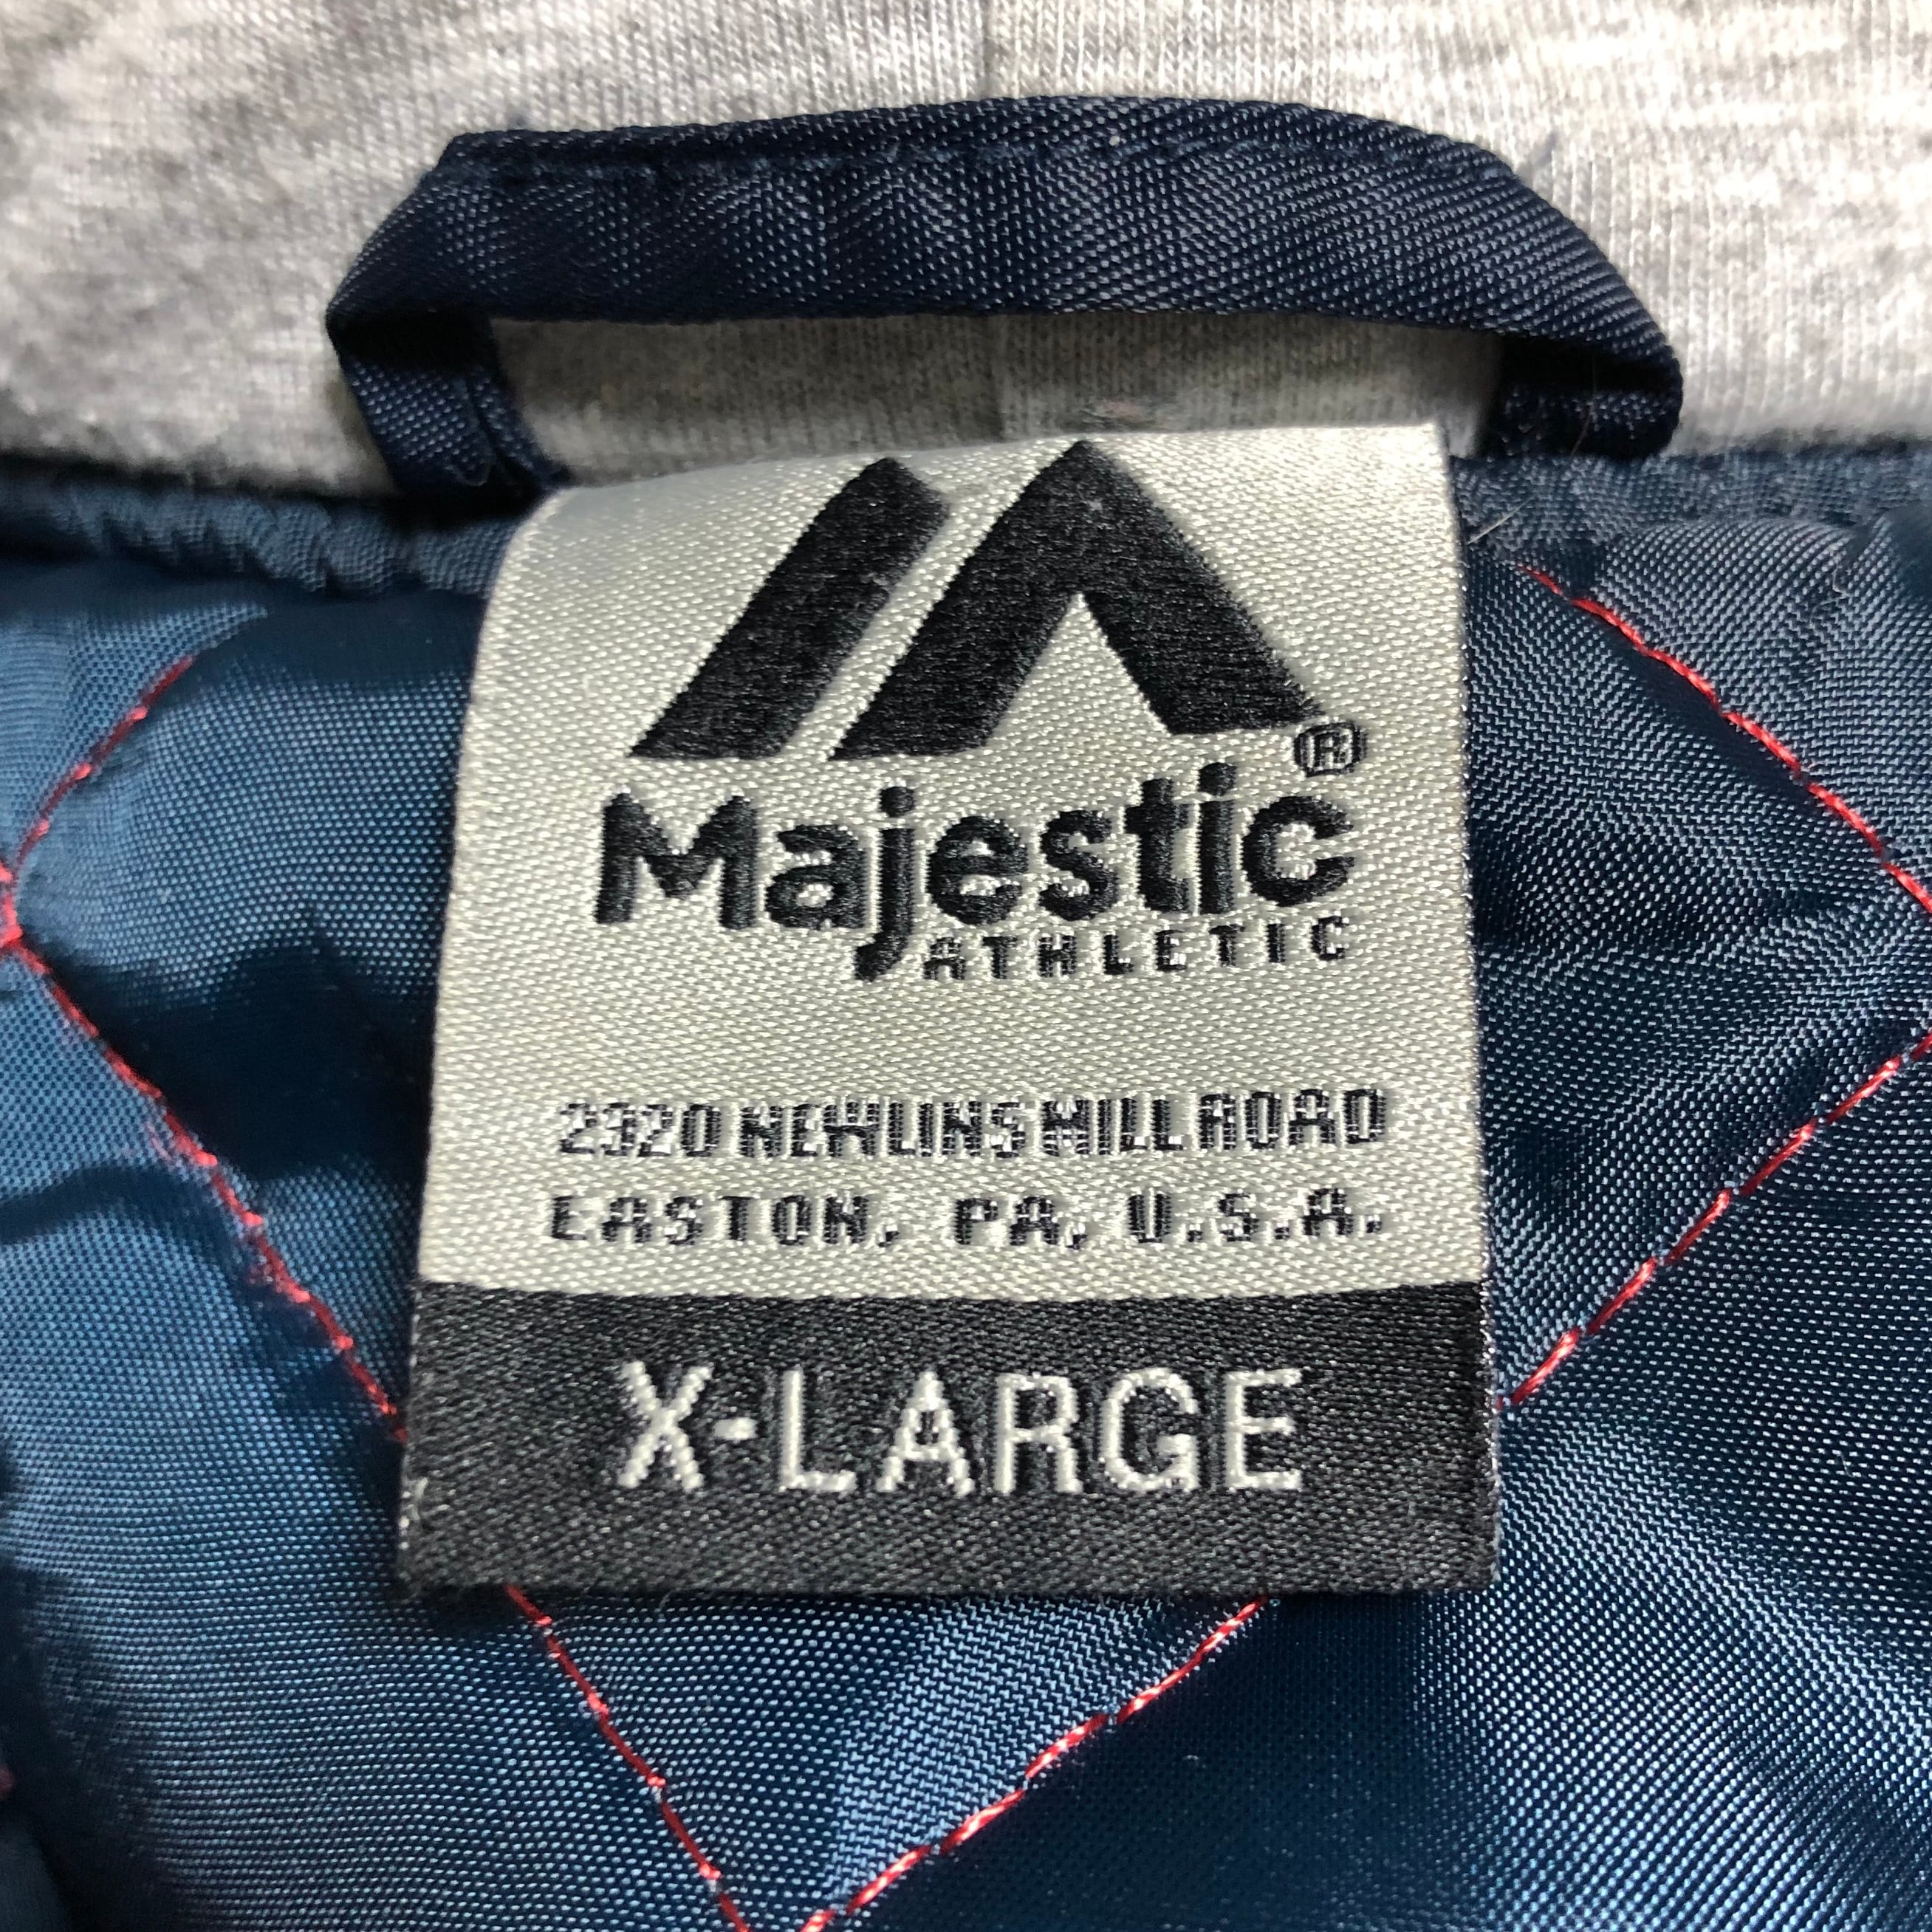 ®
Majestic
ATHLETIC
2320 NEWLINS MILL ROAD
EASTON, PA, U.S.A.
X-LARGE